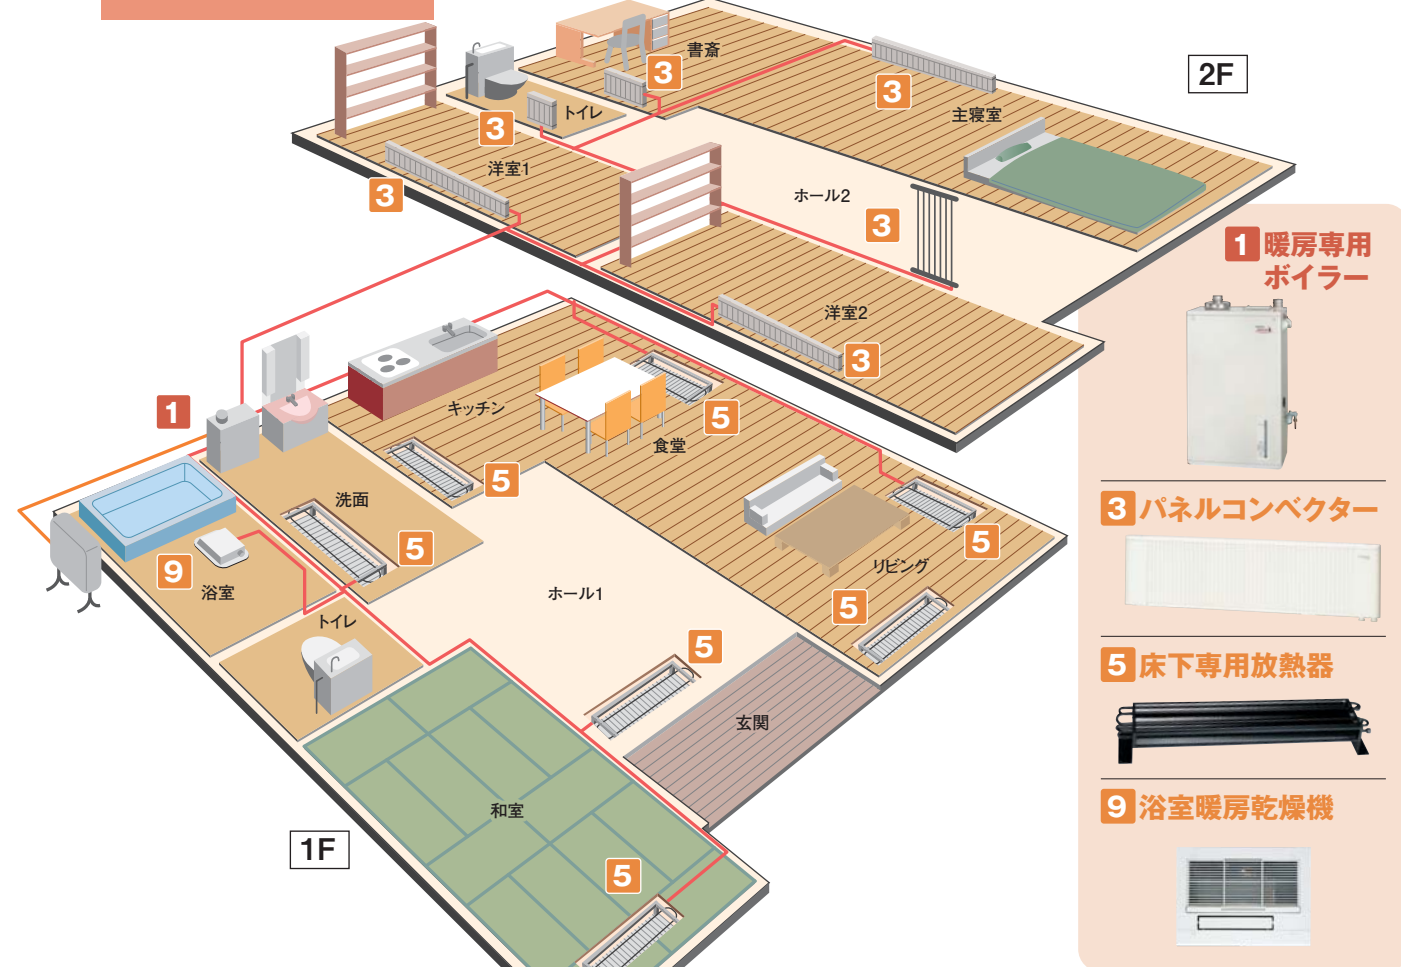 書斎
3
2F
3
主寝室
トイレ
3
洋室1
3
ホール2
3
洋室2
3
1
キッチン
5
食堂
5
洗面
5
9
浴室
リビング
5
5
ホール1
トイレ
5
玄関
和室
1F
5
1 暖房専用
ボイラー
3 パネルコンベクター
5 床下専用放熱器
9 浴室暖房乾燥機